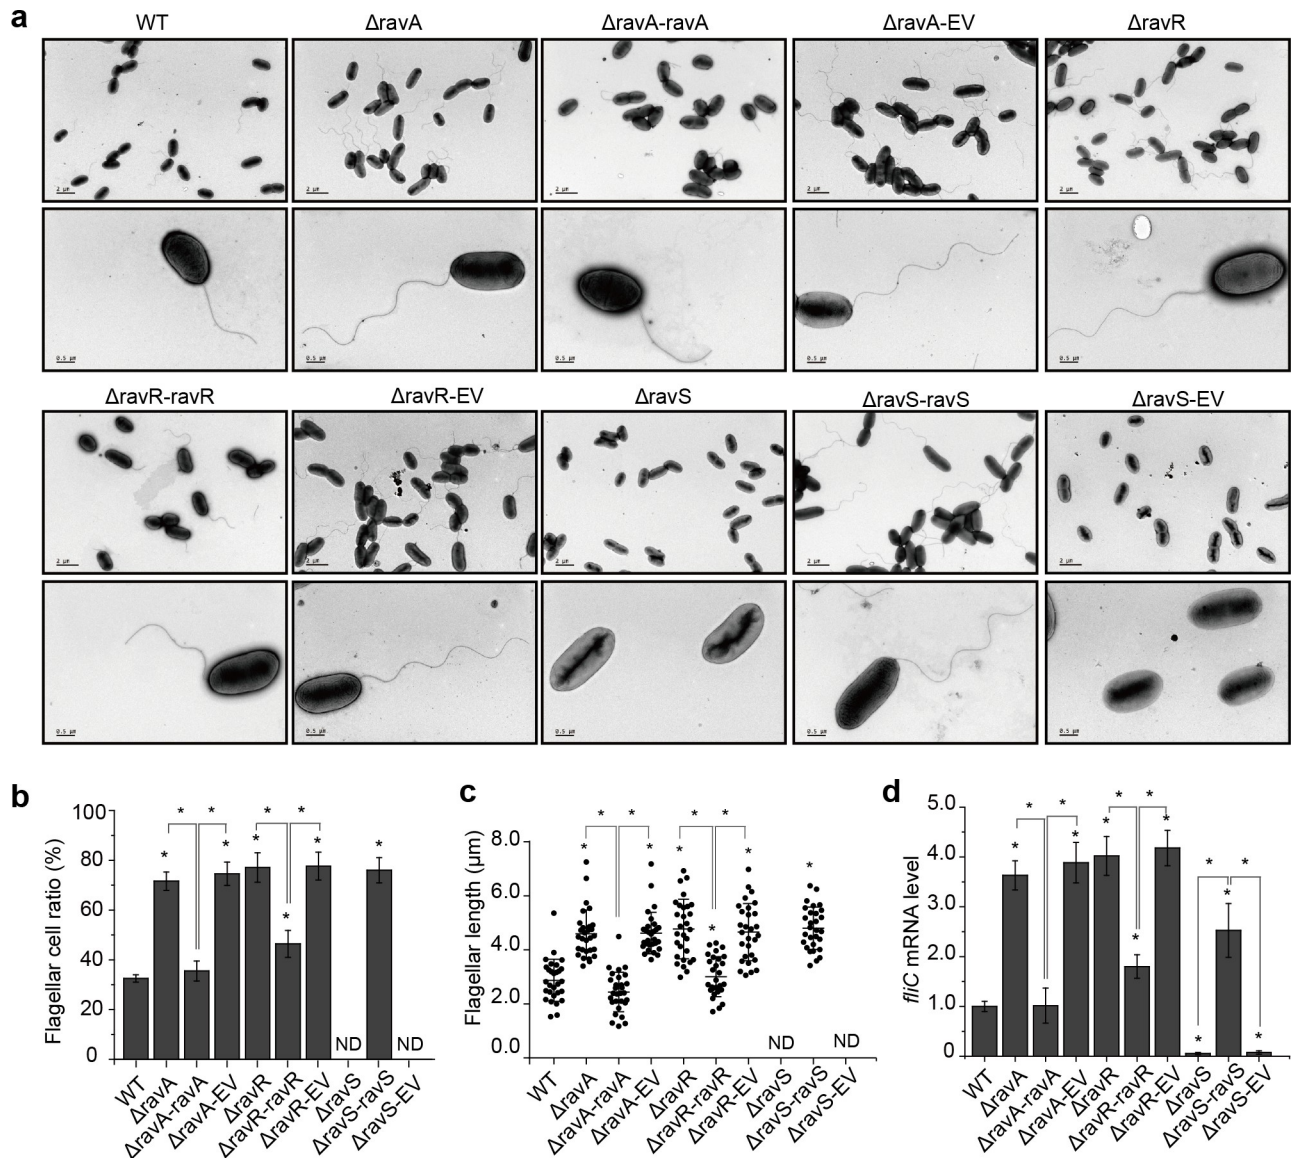 a
WT ΔravA ΔravA-ravA ΔravA-EV ΔravR
2 μm 2 μm 2 μm 2 μm 2 μm
0.5 μm 0.5 μm 0.5 μm 0.5 μm 0.5 μm
ΔravR-ravR ΔravR-EV ΔravS ΔravS-ravS ΔravS-EV
2 μm 2 μm 2 μm 2 μm 2 μm
0.5 μm 0.5 μm 0.5 μm 0.5 μm 0.5 μm
b
Flagellar cell ratio (%)
100
80
60
40
20
0
* * * *
* * * * * *
ND ND
WT ΔravA ΔravA-ravA ΔravA-EV ΔravR ΔravR-ravR ΔravR-EV ΔravS ΔravS-ravS ΔravS-EV
c
Flagellar length (μm)
8.0
6.0
4.0
2.0
0.0
* * * *
* * * * * *
ND ND
WT ΔravA ΔravA-ravA ΔravA-EV ΔravR ΔravR-ravR ΔravR-EV ΔravS ΔravS-ravS ΔravS-EV
d
fliC mRNA level
5.0
4.0
3.0
2.0
1.0
0
* * * * * *
* * * * * * * *
WT ΔravA ΔravA-ravA ΔravA-EV ΔravR ΔravR-ravR ΔravR-EV ΔravS ΔravS-ravS ΔravS-EV